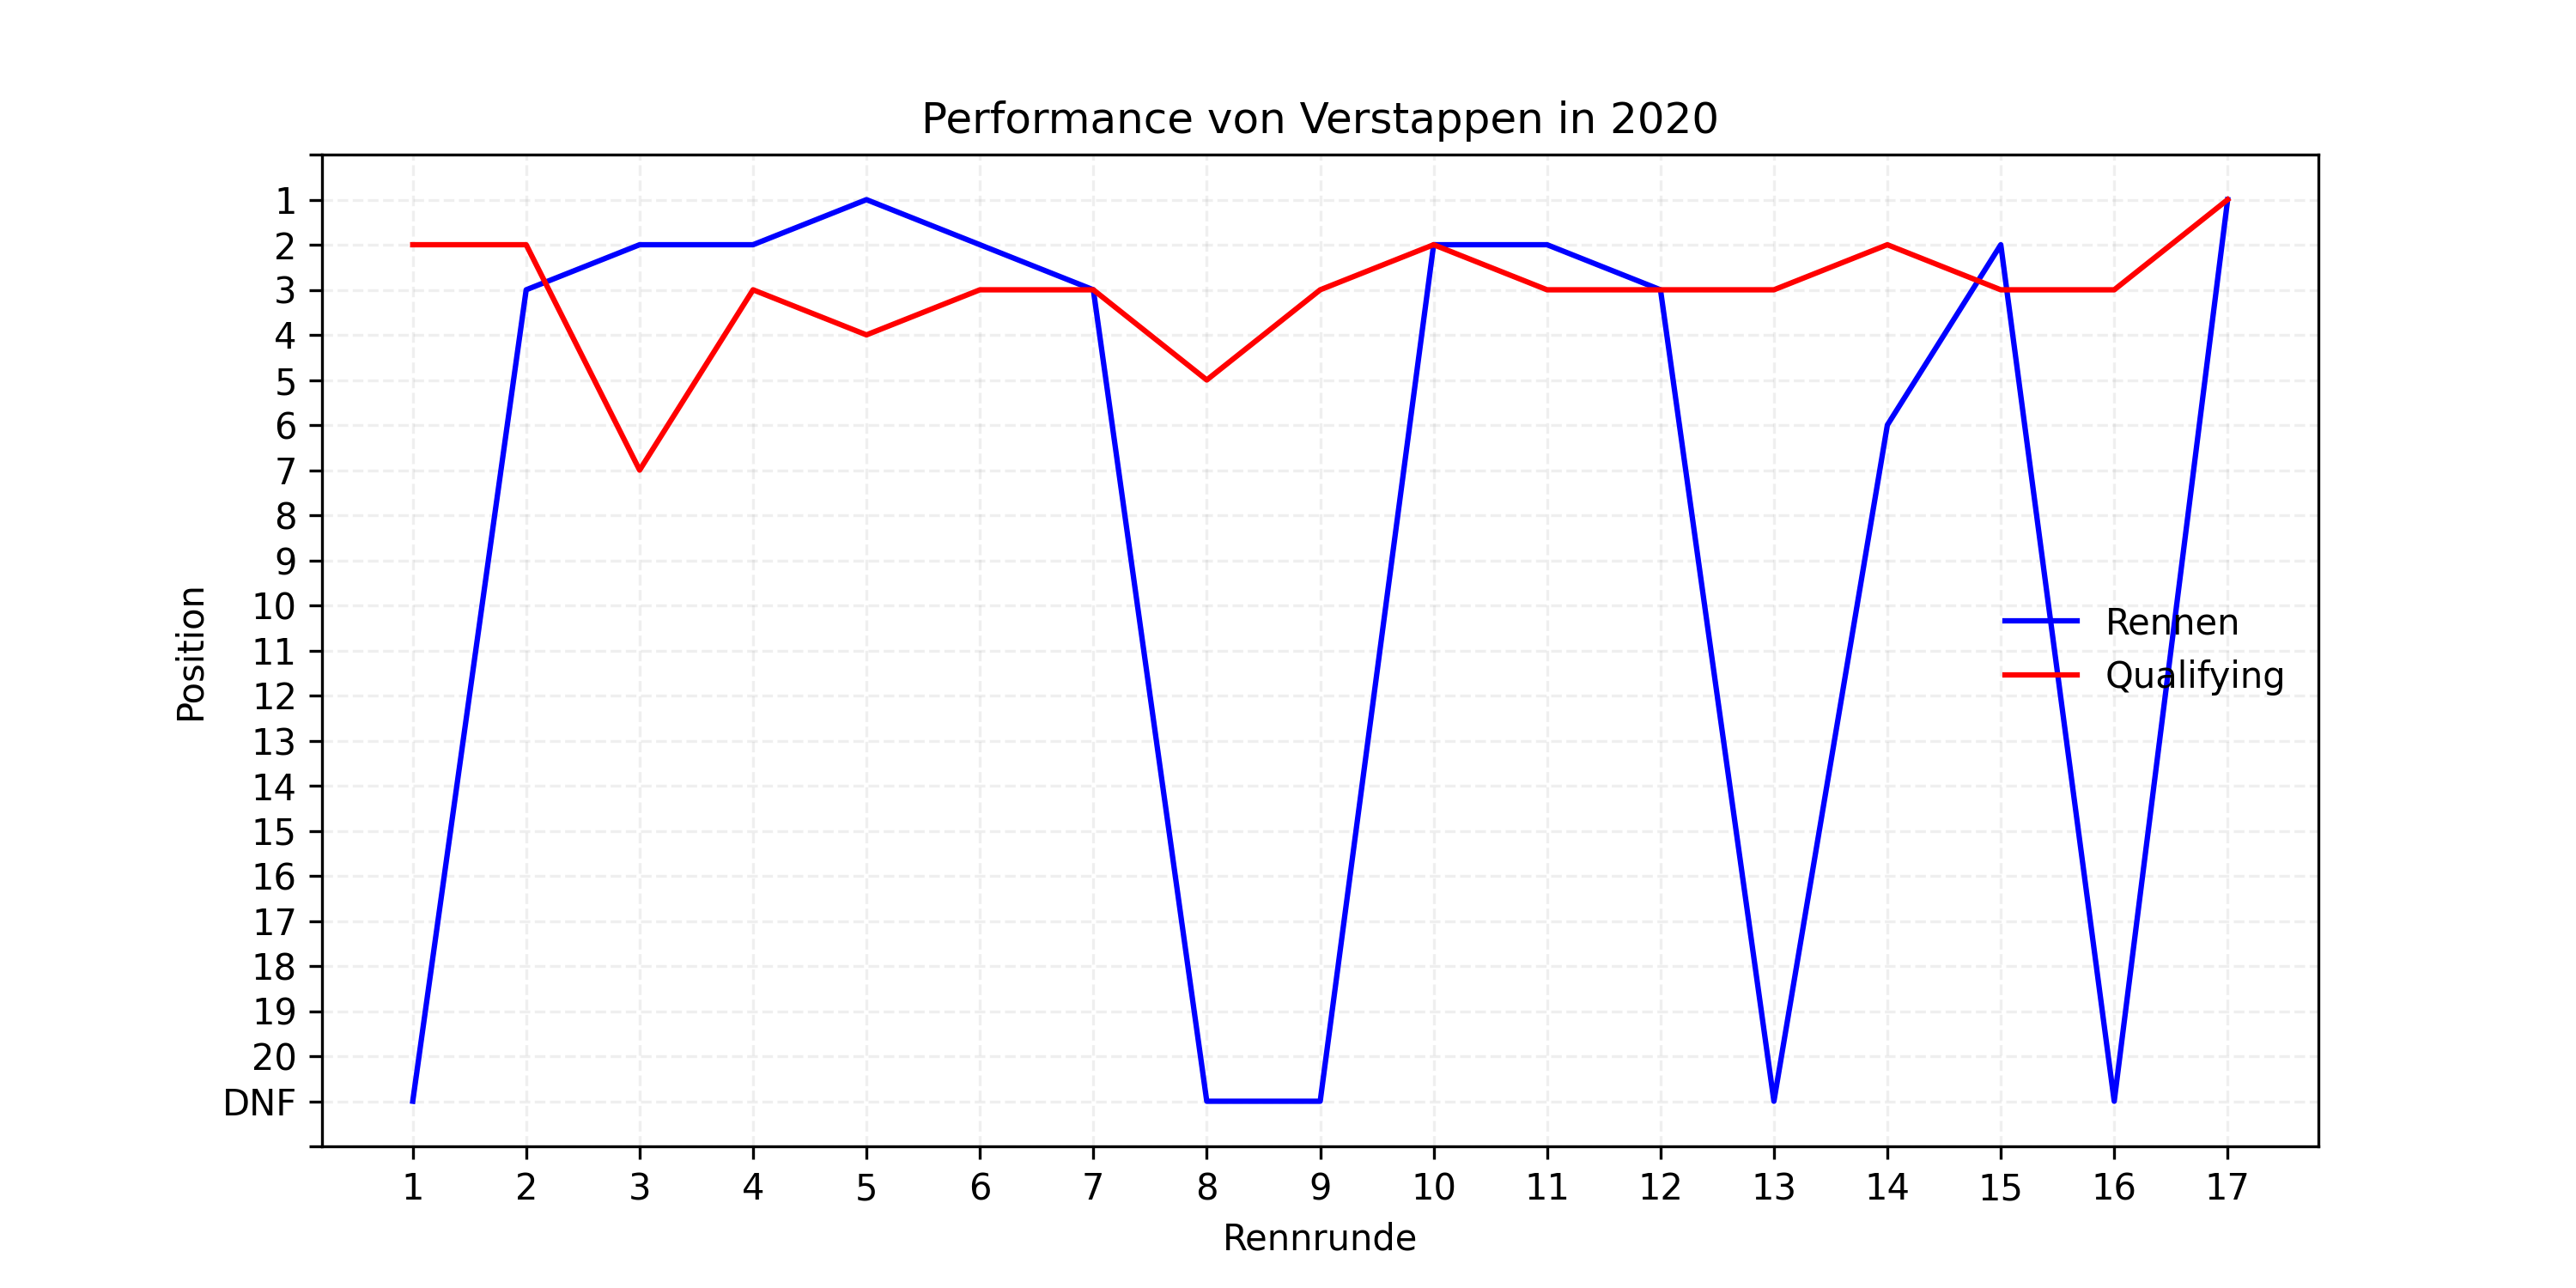 Performance von Verstappen in 2020
Position
1
2
3
4
5
6
7
8
9
10
11
12
13
14
15
16
17
18
19
20
DNF
Rennen
Qualifying
1 2 3 4 5 6 7 8 9 10 11 12 13 14 15 16 17
Rennrunde